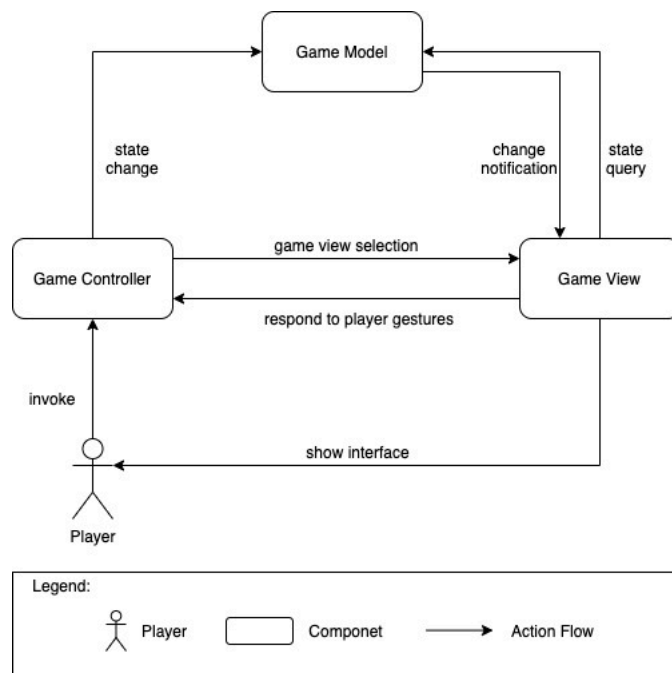 Game Model
state
change
change
notification
state
query
game view selection
Game Controller
Game View
respond to player gestures
invoke
show interface
Player
Legend:
Player
Componet
Action Flow